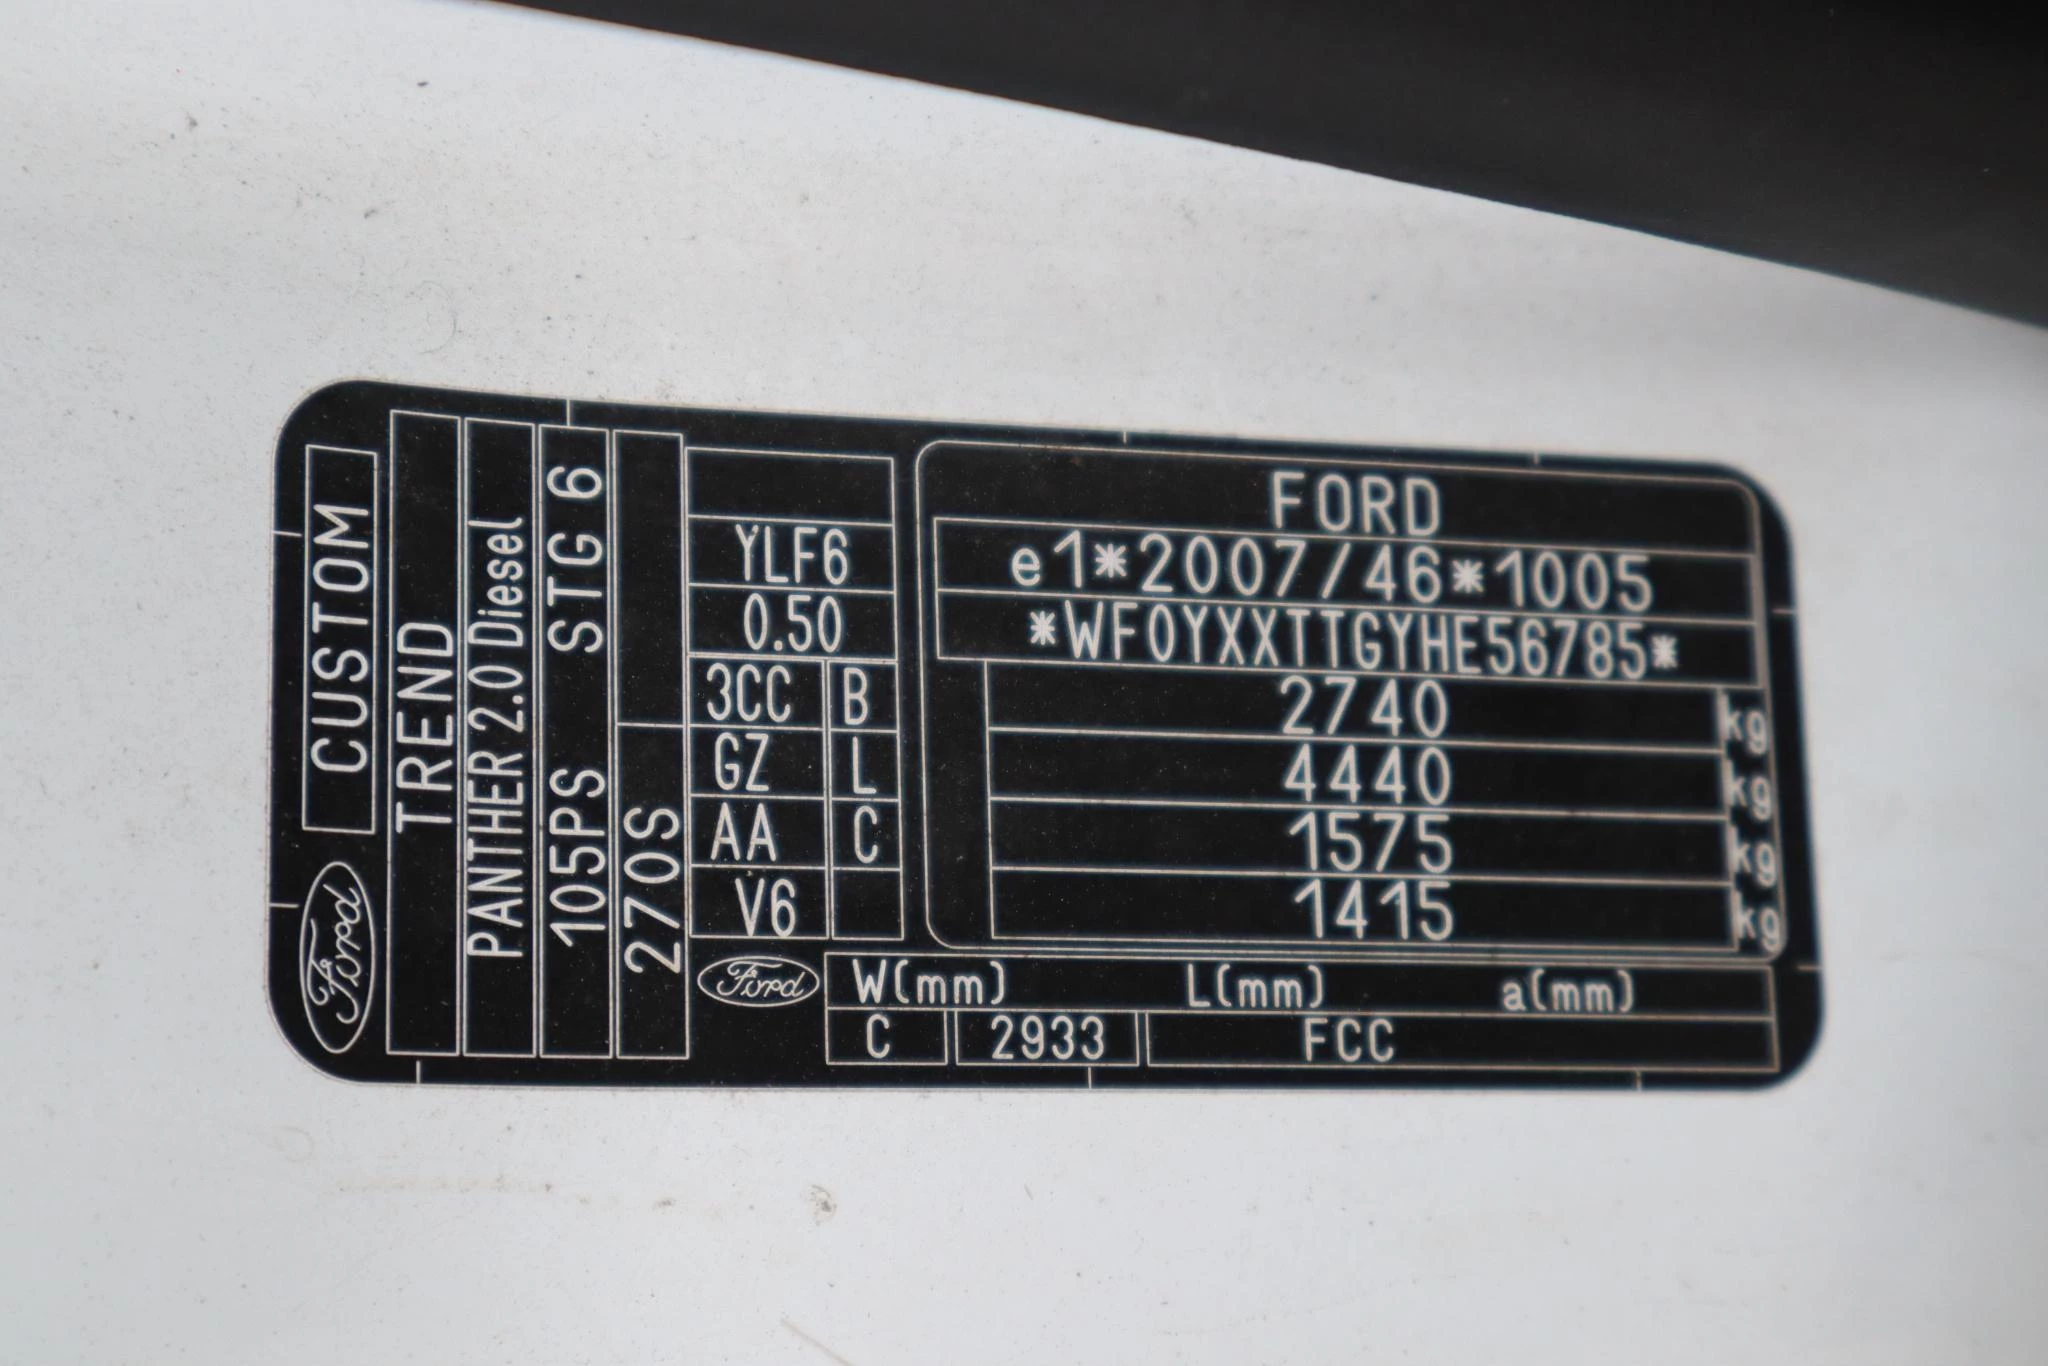 CUSTOM
Ford
TREND
PANTHER 2.0 Diesel
105PS STG 6
270S
YLF6
0.50
3CC B
GZ L
AA C
V6
FORD
e1*2007/46*1005
*WF0YXXTTGYHE56785*
2740 kg
4440 kg
1575 kg
1415 kg
Ford
W(mm) L(mm) a(mm)
C 2933 FCC